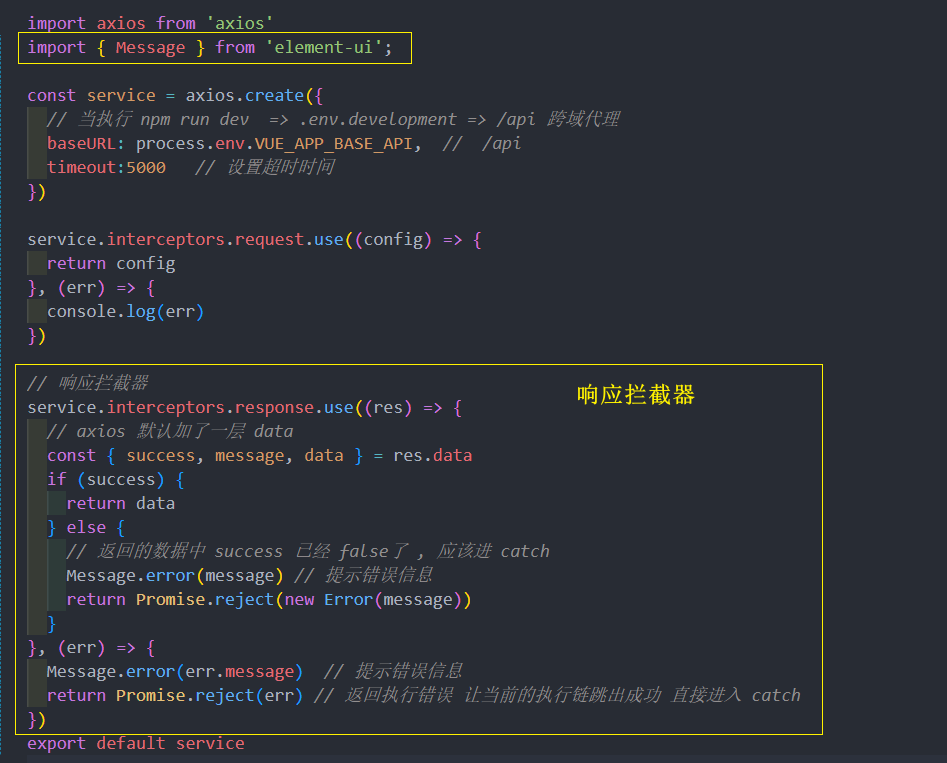 import axios from 'axios'
import { Message } from 'element-ui';
const service = axios.create({
// 当执行 npm run dev  => .env.development => /api 跨域代理
baseURL: process.env.VUE_APP_BASE_API,  //  /api
timeout:5000   // 设置超时时间
})
service.interceptors.request.use((config) => {
return config
}, (err) => {
console.log(err)
})
// 响应拦截器
响应拦截器
service.interceptors.response.use((res) => {
// axios 默认加了一层 data
const { success, message, data } = res.data
if (success) {
return data
} else {
// 返回的数据中 success 已经 false了 , 应该进 catch
Message.error(message) // 提示错误信息
return Promise.reject(new Error(message))
}
}, (err) => {
Message.error(err.message)  // 提示错误信息
return Promise.reject(err) // 返回执行错误 让当前的执行链跳出成功 直接进入 catch
})
export default service